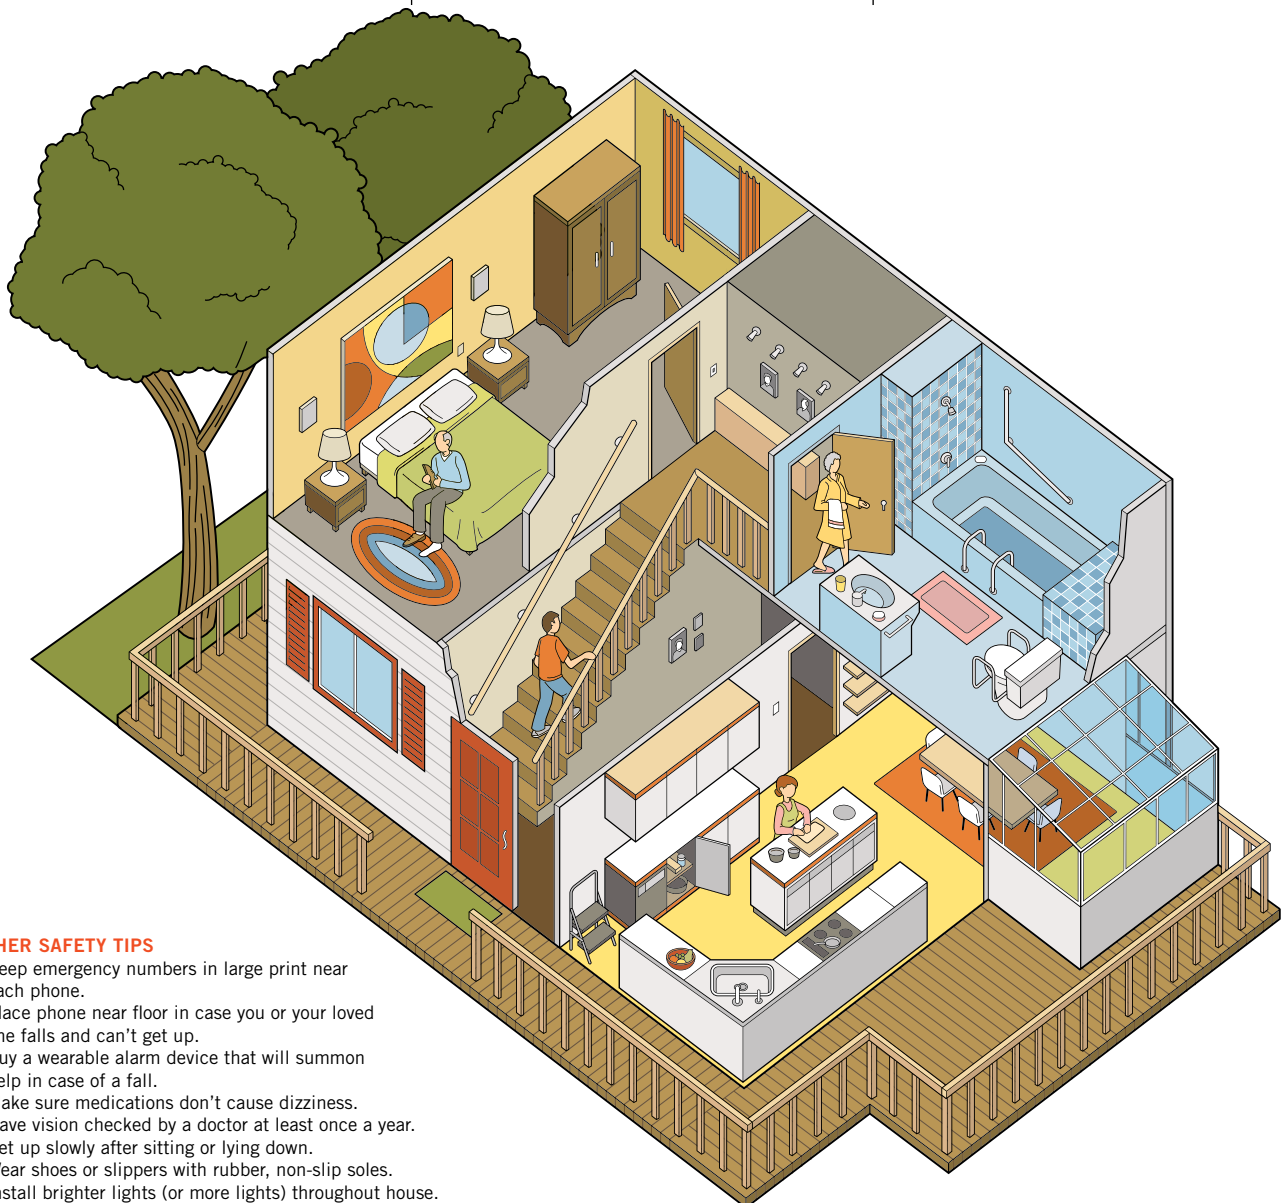 HER SAFETY TIPS
eep emergency numbers in large print near
ach phone.
lace phone near floor in case you or your loved
ne falls and can't get up.
uy a wearable alarm device that will summon
elp in case of a fall.
ake sure medications don't cause dizziness.
ave vision checked by a doctor at least once a year.
et up slowly after sitting or lying down.
ear shoes or slippers with rubber, non-slip soles.
nstall brighter lights (or more lights) throughout house.